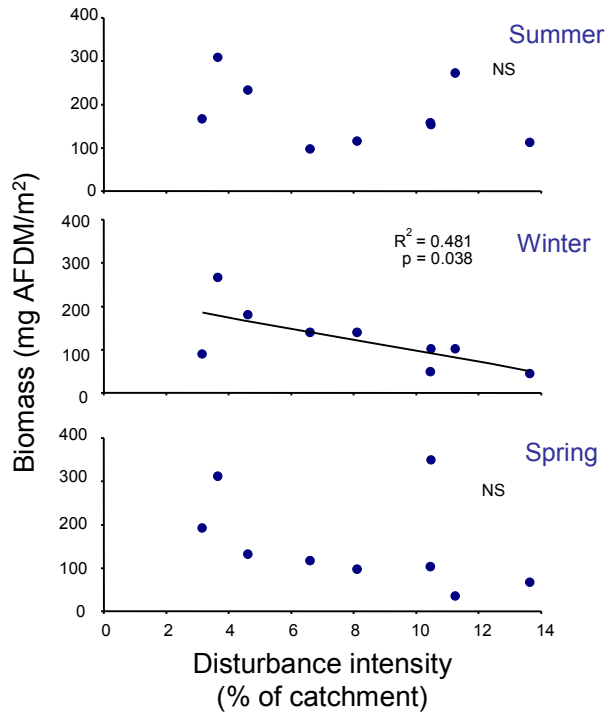 400
Summer
300
NS
200
100
0
Biomass (mg AFDM/m²)
400
R² = 0.481
p = 0.038
Winter
300
200
100
0
400
Spring
300
NS
200
100
0
0 2 4 6 8 10 12 14
Disturbance intensity
(% of catchment)